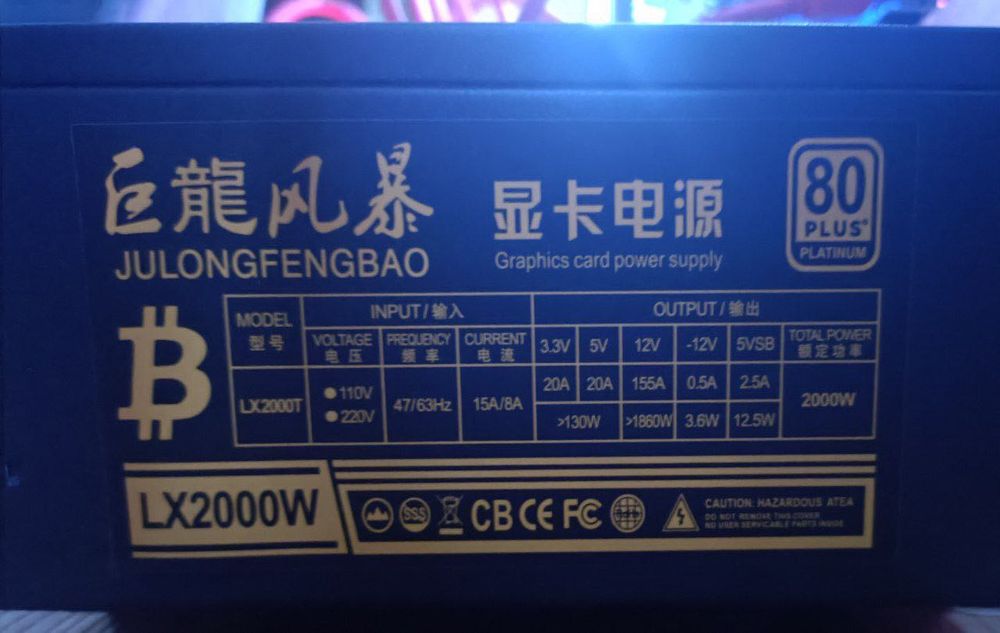 巨龍风暴
JULONGFENGBAO
显卡电源
Graphics card power supply
80
PLUS®
PLATINUM
MODEL
型号
INPUT/输入
OUTPUT/输出
VOLTAGE
电压
FREQUENCY
频率
CURRENT
电流
3.3V
5V
12V
-12V
5VSB
TOTAL POWER
额定功率
LX2000T
110V
220V
47/63Hz
15A/8A
20A
20A
155A
0.5A
2.5A
2000W
>130W
>1860W
3.6W
12.5W
LX2000W
SSS
CB CE FC
CAUTION: HAZARDOUS ATEA
DO NOT REMOVE THIS COVER
NO USER SERVICABLE PARTS INSIDE